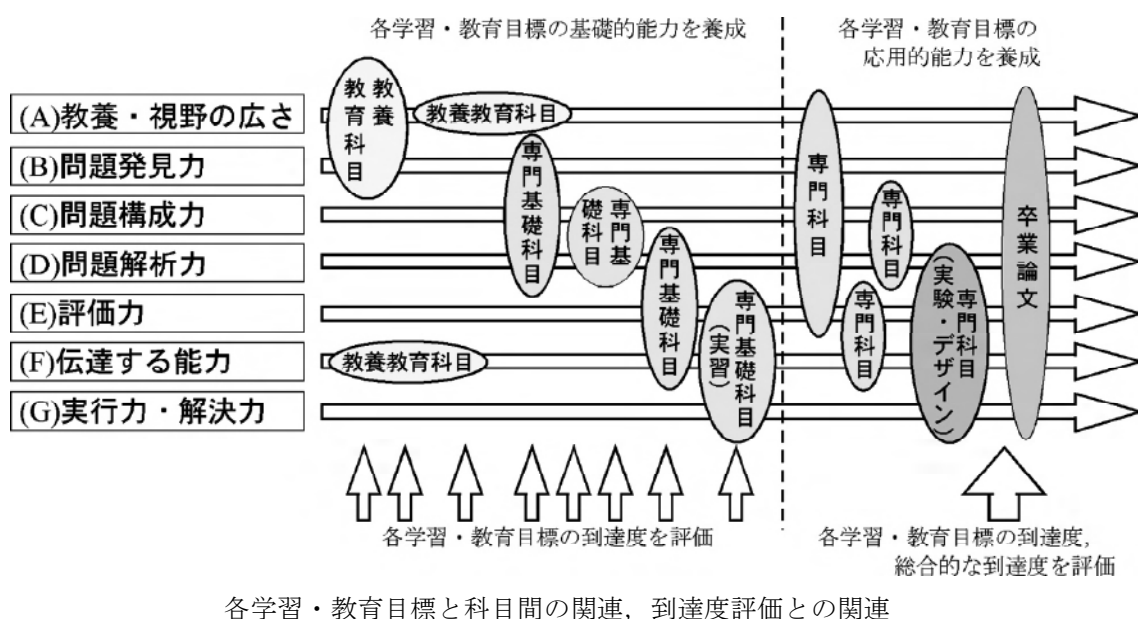 各学習・教育目標の基礎的能力を養成
各学習・教育目標の
応用的能力を養成
(A)教養・視野の広さ
(B)問題発見力
(C)問題構成力
(D)問題解析力
(E)評価力
(F)伝達する能力
(G)実行力・解決力
教養
教育科目
教養教育科目
専門基礎科目
専門基
礎科目
専門基礎科目
専門基礎科目
(実習)
教養教育科目
専門科目
専門科目
専門科目
専門科目
(実験・デザイン)
卒業論文
各学習・教育目標の到達度を評価
各学習・教育目標の到達度,
総合的な到達度を評価
各学習・教育目標と科目間の関連,到達度評価との関連